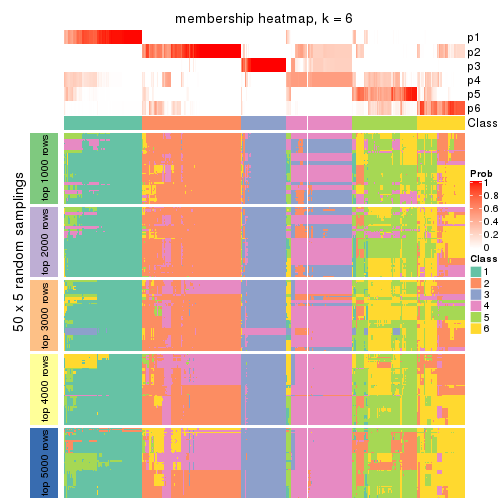 membership heatmap, k = 6
p1
p2
p3
p4
p5
p6
Class
50 x 5 random samplings
top 1000 rows
top 2000 rows
top 3000 rows
top 4000 rows
top 5000 rows
Prob
1
0.8
0.6
0.4
0.2
0
Class
1
2
3
4
5
6